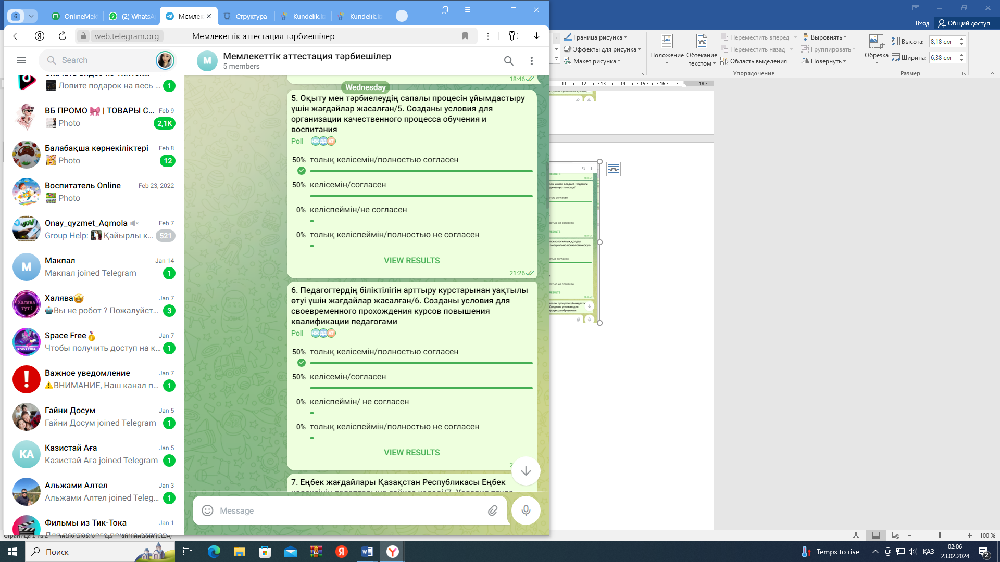 6
OnlineMek
(2) WhatsA
Мемлек
Структура
Kundelik.k
Kundelik.k
web.telegram.org
Мемлекеттік аттестация тәрбиешілер
Search
Ловите подарок на весь ...
1
ВБ ПРОМО 🎀 | ТОВАРЫ С...
Feb 9
Photo
2,1K
Балабақша көрнекіліктері
Feb 8
Photo
12
Воспитатель Online
Feb 23, 2022
Photo
Onay_qyzmet_Aqmola
Feb 7
Group Help: Қайырлы к...
521
Макпал
Jan 14
Макпал joined Telegram
1
Халява🤩
Jan 7
🤖Вы не робот ? Пожалуйст...
3
Space Free🥇
Jan 7
Чтобы получить доступ на к...
1
Важное уведомление
Jan 7
⚠️ВНИМАНИЕ, Наш канал п...
1
Гайни Досум
Jan 5
Гайни Досум joined Telegram
1
КА
Казистай Аға
Jan 5
Казистай Аға joined Telegram
1
Альжами Алтел
Jan 3
Альжами Алтел joined Teleg...
1
Фильмы из Тик-Тока
Jan 1
М
Мемлекеттік аттестация тәрбиешілер
5 members
18:46
Wednesday
5. Оқыту мен тәрбиелеудің сапалы процесін ұйымдастыру
үшін жағдайлар жасалған/5. Созданы условия для
организации качественного процесса обучения и
воспитания
Poll НЖ ДД АТ
50% толық келісемін/полностью согласен
50% келісемін/согласен
0% келіспеймін/не согласен
0% толық келіспеймін/полностью не согласен
VIEW RESULTS
21:26
6. Педагогтердің біліктілігін арттыру курстарынан уақтылы
өтуі үшін жағдайлар жасалған/6. Созданы условия для
своевременного прохождения курсов повышения
квалификации педагогами
Poll НЖ ДД АТ
50% толық келісемін/полностью согласен
50% келісемін/согласен
0% келіспеймін/ не согласен
0% толық келіспеймін/полностью не согласен
VIEW RESULTS
7. Еңбек жағдайлары Қазақстан Республикасы Еңбек
Message
Вход
Общий доступ
Граница рисунка
Эффекты для рисунка
Макет рисунка
Положение
Обтекание
текстом
Переместить вперед
Переместить назад
Область выделения
Выровнять
Группировать
Повернуть
Упорядочение
Обрезка
Высота: 8,18 см
Ширина: 6,38 см
Размер
11 12 13 14 15 16 18
100 %
Поиск
Temps to rise
ҚАЗ
02:06
23.02.2024
2